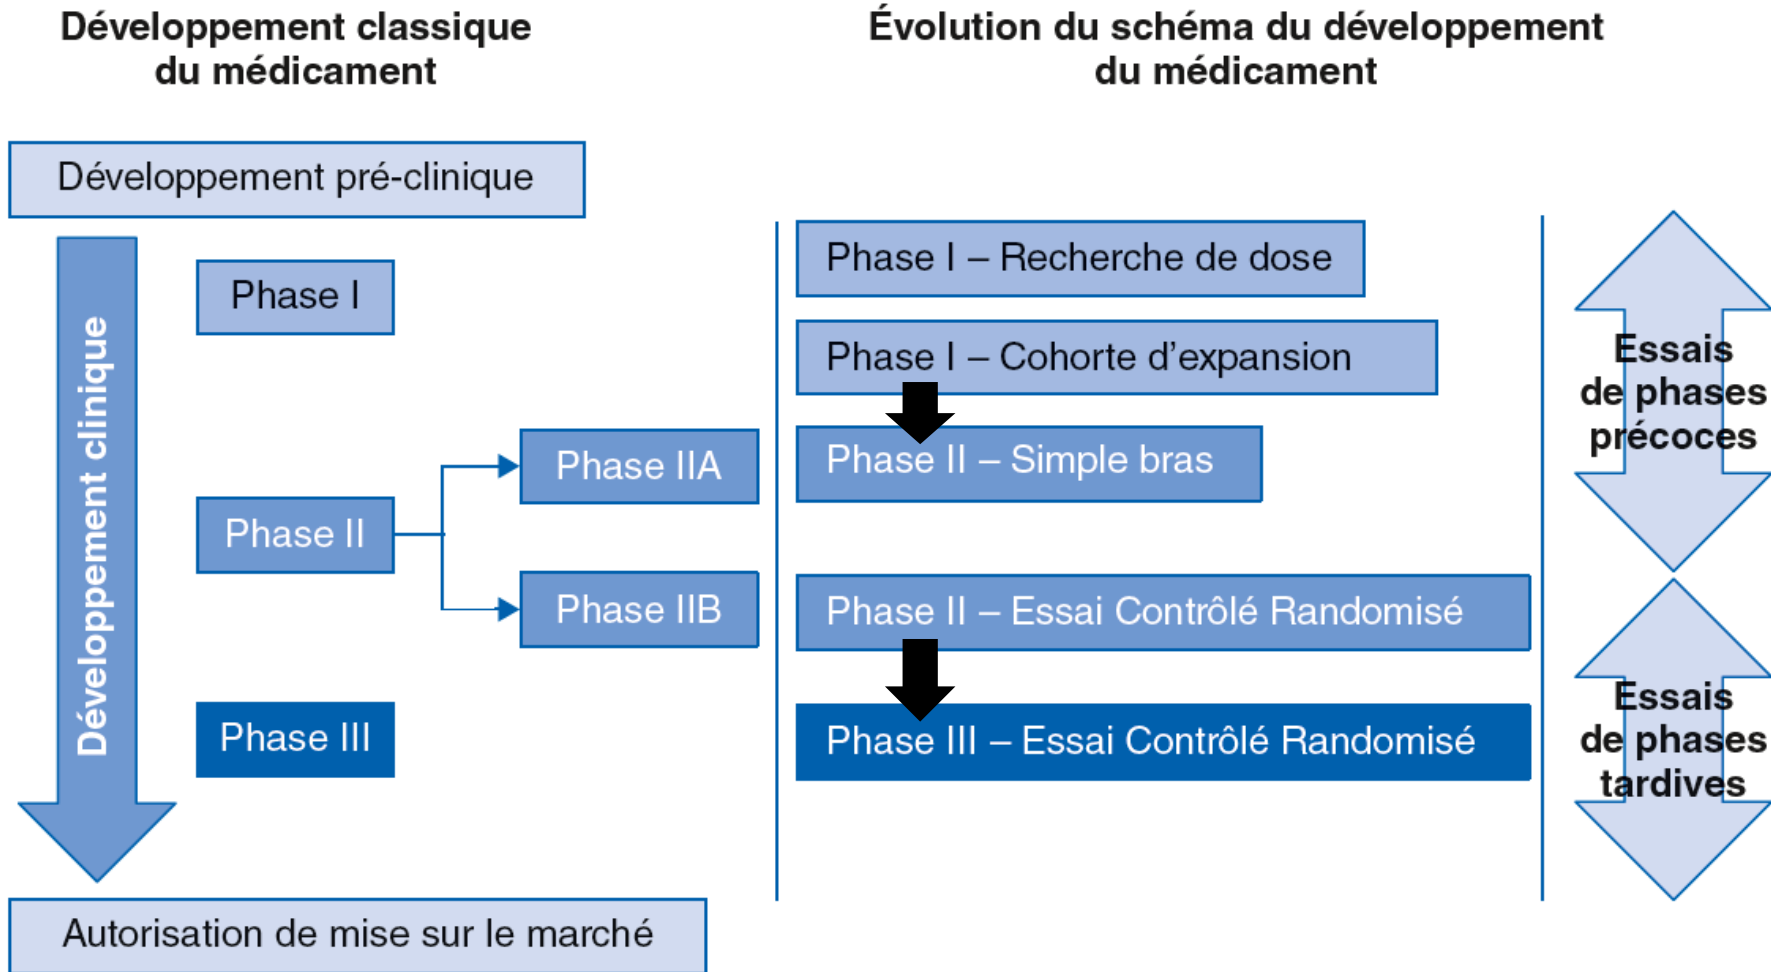 Développement classique
du médicament
Évolution du schéma du développement
du médicament
Développement pré-clinique
Développement clinique
Phase I
Phase II
Phase IIA
Phase IIB
Phase III
Autorisation de mise sur le marché
Phase I – Recherche de dose
Phase I – Cohorte d'expansion
Phase II – Simple bras
Phase II – Essai Contrôlé Randomisé
Phase III – Essai Contrôlé Randomisé
Essais
de phases
précoces
Essais
de phases
tardives